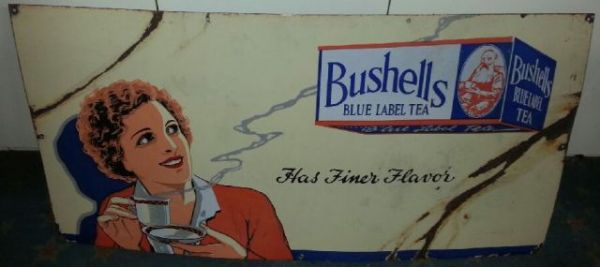 Bushells
BLUE LABEL TEA
Bushells
BLUE LABEL
TEA
Blue Label Tea
Has Finer Flavor